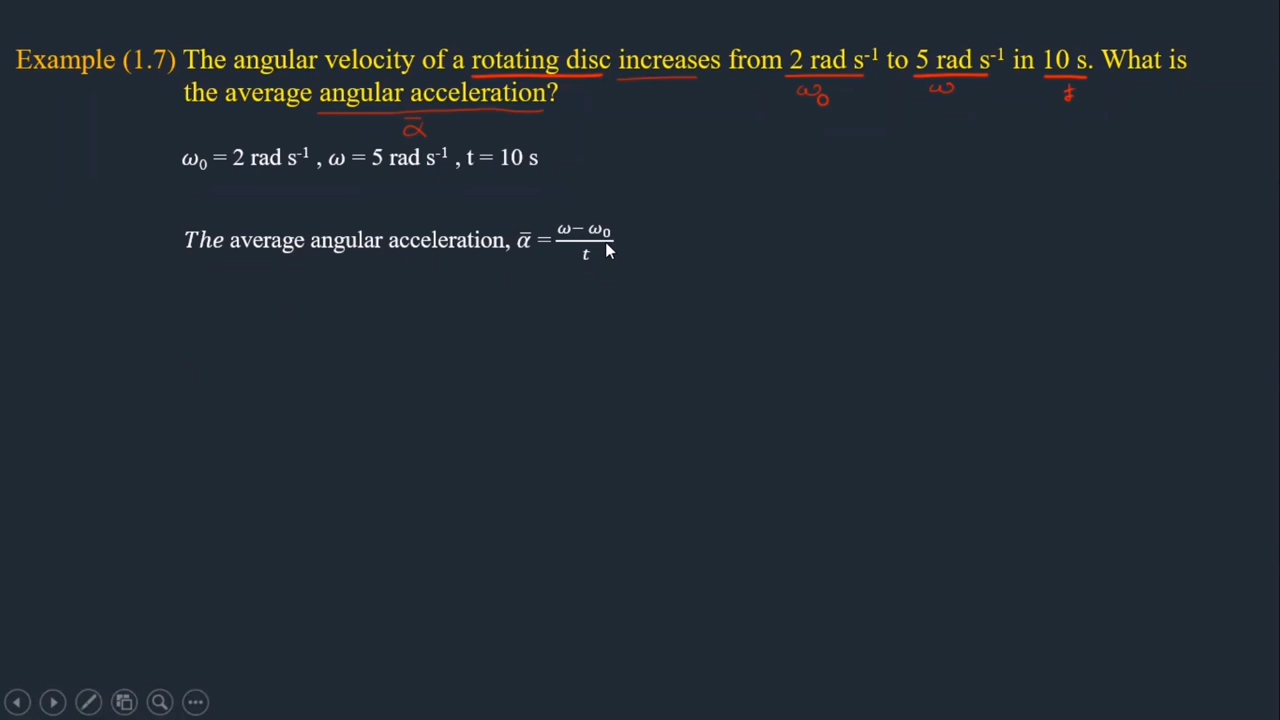 Example (1.7) The angular velocity of a rotating disc increases from 2 rad s⁻¹ to 5 rad s⁻¹ in 10 s. What is
ω₀ ω t
the average angular acceleration?
ᾱ
ω₀ = 2 rad s⁻¹ , ω = 5 rad s⁻¹ , t = 10 s
The average angular acceleration, ᾱ = (ω− ω₀)/t